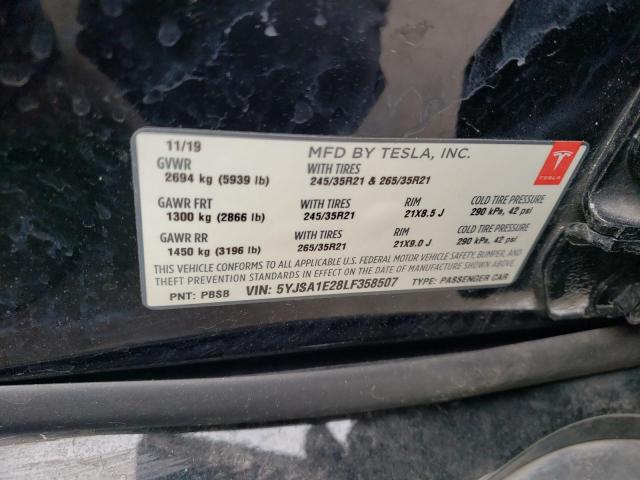 11/19 MFD BY TESLA, INC.
GVWR WITH TIRES
2694 kg (5939 lb) 245/35R21 & 265/35R21
TESLA
GAWR FRT WITH TIRES RIM COLD TIRE PRESSURE
1300 kg (2866 lb) 245/35R21 21X8.5 J 290 kPa, 42 psi
GAWR RR WITH TIRES RIM COLD TIRE PRESSURE
1450 kg (3196 lb) 265/35R21 21X9.0 J 290 kPa, 42 psi
THIS VEHICLE CONFORMS TO ALL APPLICABLE U.S. FEDERAL MOTOR VEHICLE SAFETY, BUMPER, AND
THEFT PREVENTION STANDARDS IN EFFECT ON THE DATE OF MANUFACTURE SHOWN ABOVE.
PNT: PBSB VIN: 5YJSA1E28LF358507 TYPE: PASSENGER CAR